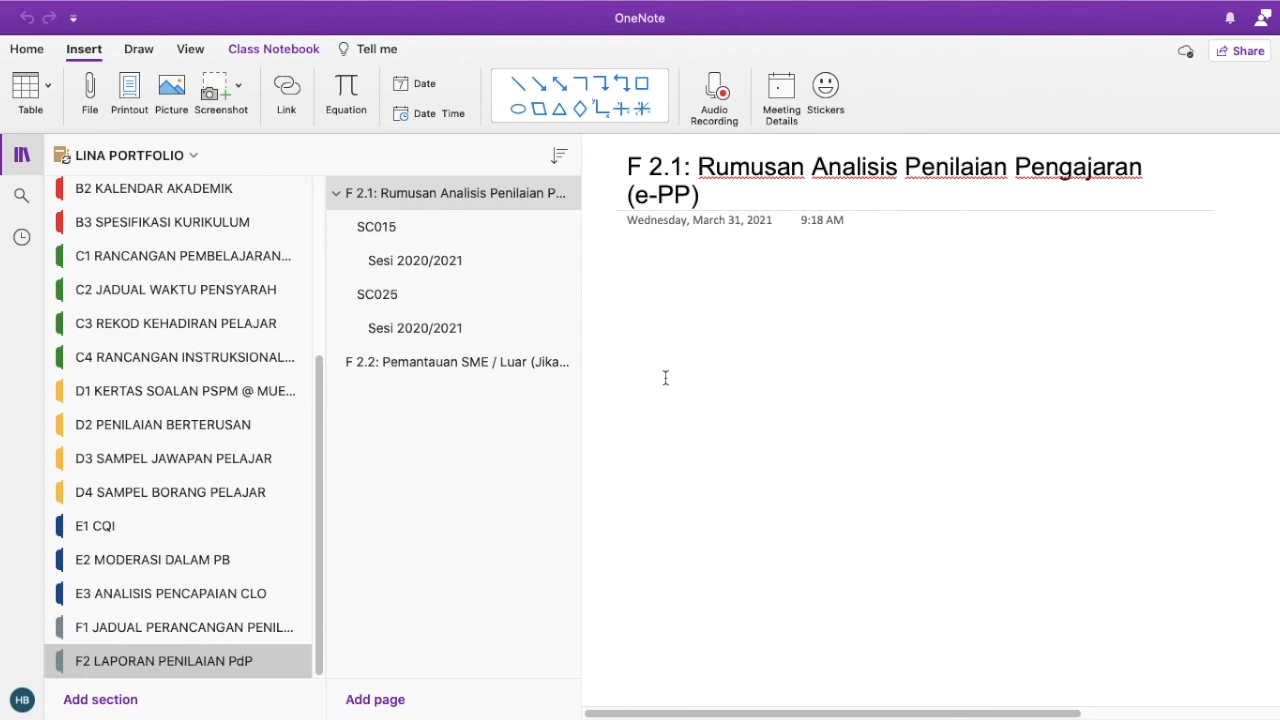 OneNote
Home Insert Draw View Class Notebook Tell me
Share
Table File Printout Picture Screenshot Link Equation
Date
Date Time
Audio Recording
Meeting Details
Stickers
LINA PORTFOLIO
B2 KALENDAR AKADEMIK
B3 SPESIFIKASI KURIKULUM
C1 RANCANGAN PEMBELAJARAN...
C2 JADUAL WAKTU PENSYARAH
C3 REKOD KEHADIRAN PELAJAR
C4 RANCANGAN INSTRUKSIONAL...
D1 KERTAS SOALAN PSPM @ MUE...
D2 PENILAIAN BERTERUSAN
D3 SAMPEL JAWAPAN PELAJAR
D4 SAMPEL BORANG PELAJAR
E1 CQI
E2 MODERASI DALAM PB
E3 ANALISIS PENCAPAIAN CLO
F1 JADUAL PERANCANGAN PENIL...
F2 LAPORAN PENILAIAN PdP
HB
Add section
F 2.1: Rumusan Analisis Penilaian P...
SC015
Sesi 2020/2021
SC025
Sesi 2020/2021
F 2.2: Pemantauan SME / Luar (Jika...
Add page
F 2.1: Rumusan Analisis Penilaian Pengajaran
(e-PP)
Wednesday, March 31, 2021 9:18 AM